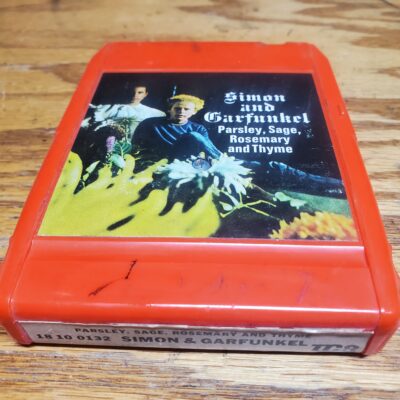 Simon
and
Garfunkel
Parsley, Sage,
Rosemary
and Thyme
PARSLEY, SAGE, ROSEMARY AND THYME
18 10 0132 SIMON & GARFUNKEL